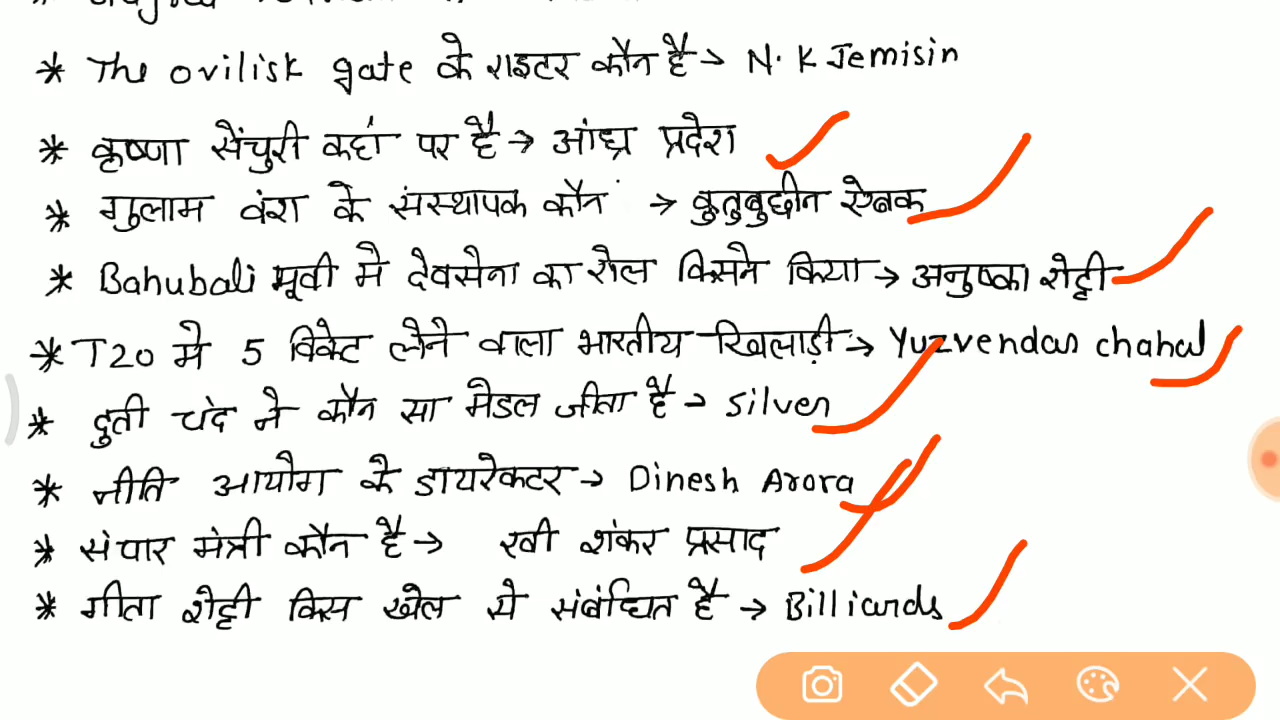 * The ovilisk gate के राइटर कौन है → N. K Jemisin
* कृष्णा सेंचुरी कहां पर है → आंध्र प्रदेश
* गुलाम वंश के संस्थापक कौन → कुतुबुद्दीन ऐबक
* Bahubali मूवी मे देवसेना का रोल किसने किया → अनुष्का शेट्टी
* T20 मे 5 विकेट लेने वाला भारतीय खिलाड़ी → Yuzvendas chahal
* दुती चंद ने कौन सा मेडल जीता है → Silver
* नीति आयोग के डायरेक्टर → Dinesh Arora
* संचार मंत्री कौन है → रवी शंकर प्रसाद
* गीता शेट्टी किस खेल से संबंधित है → Billiards